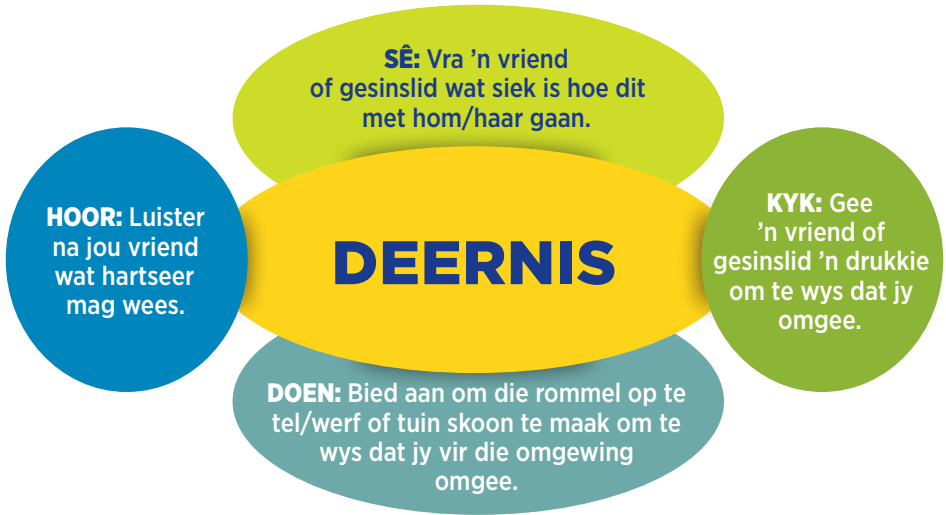 SÊ: Vra ’n vriend
of gesinslid wat siek is hoe dit
met hom/haar gaan.
HOOR: Luister
na jou vriend
wat hartseer
mag wees.
DEERNIS
KYK: Gee
’n vriend of
gesinslid ’n drukkie
om te wys dat jy
omgee.
DOEN: Bied aan om die rommel op te
tel/werf of tuin skoon te maak om te
wys dat jy vir die omgewing
omgee.